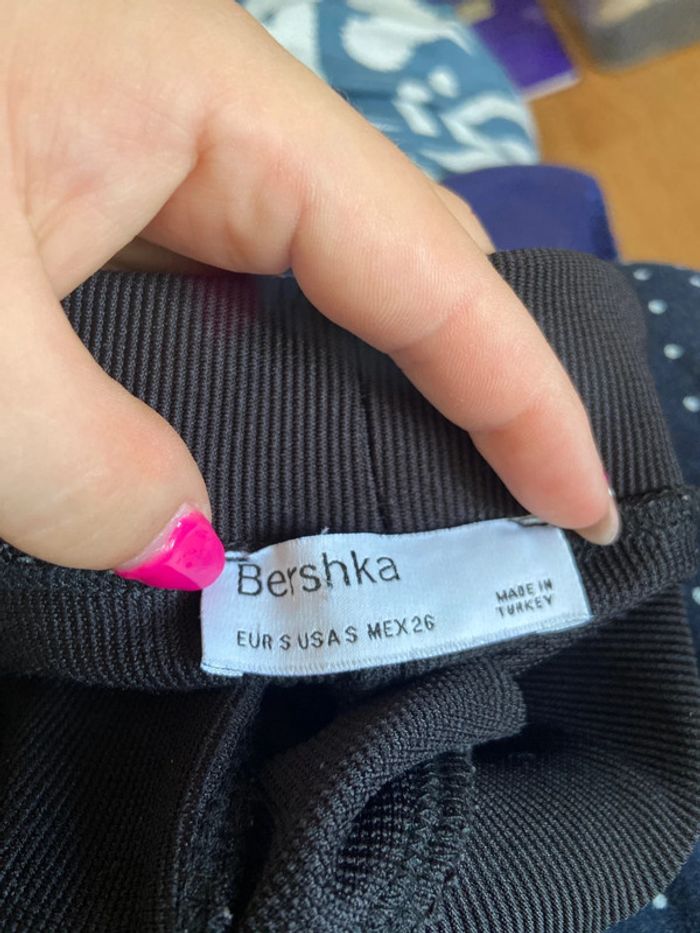 Bershka
EUR S USA S MEX 26
MADE IN
TURKEY